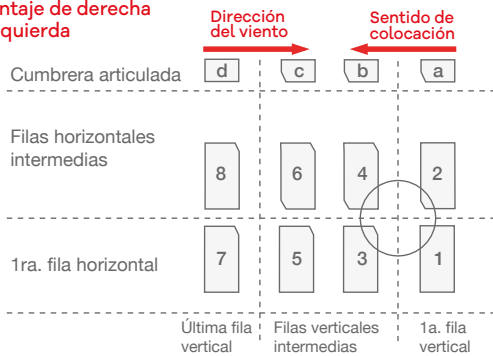 ntaje de derecha
quierda
Dirección
del viento
Sentido de
colocación
Cumbrera articulada
d c b a
Filas horizontales
intermedias
8 6 4 2
1ra. fila horizontal
7 5 3 1
Última fila
vertical
Filas verticales
intermedias
1a. fila
vertical